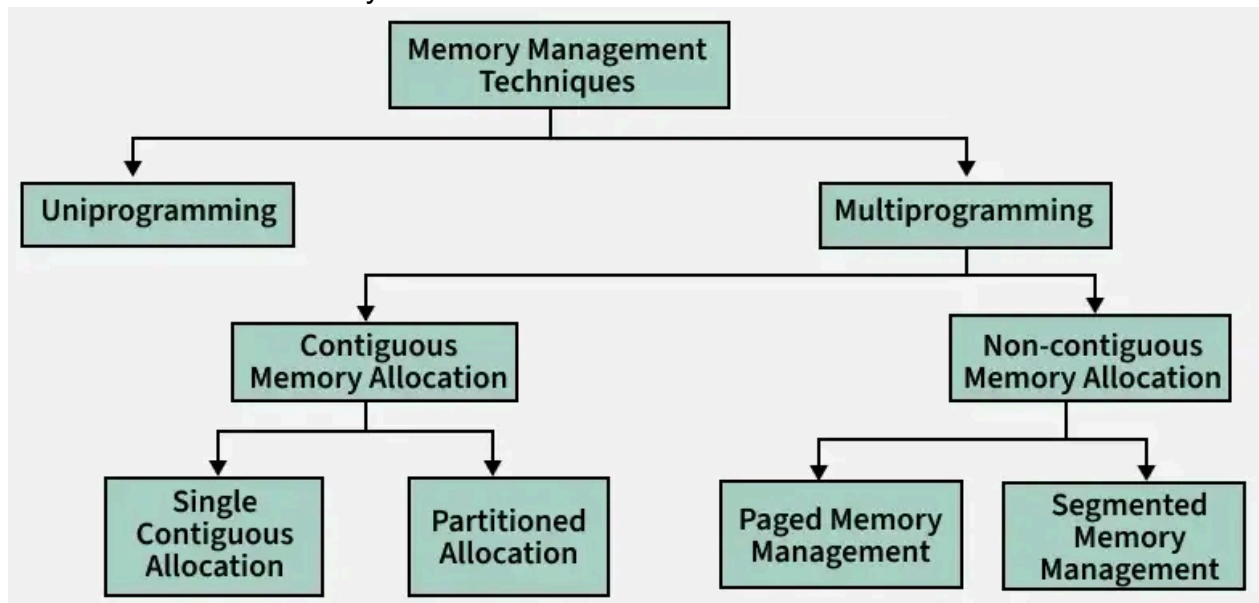 Memory Management
Techniques
Uniprogramming
Multiprogramming
Contiguous
Memory Allocation
Non-contiguous
Memory Allocation
Single
Contiguous
Allocation
Partitioned
Allocation
Paged Memory
Management
Segmented
Memory
Management